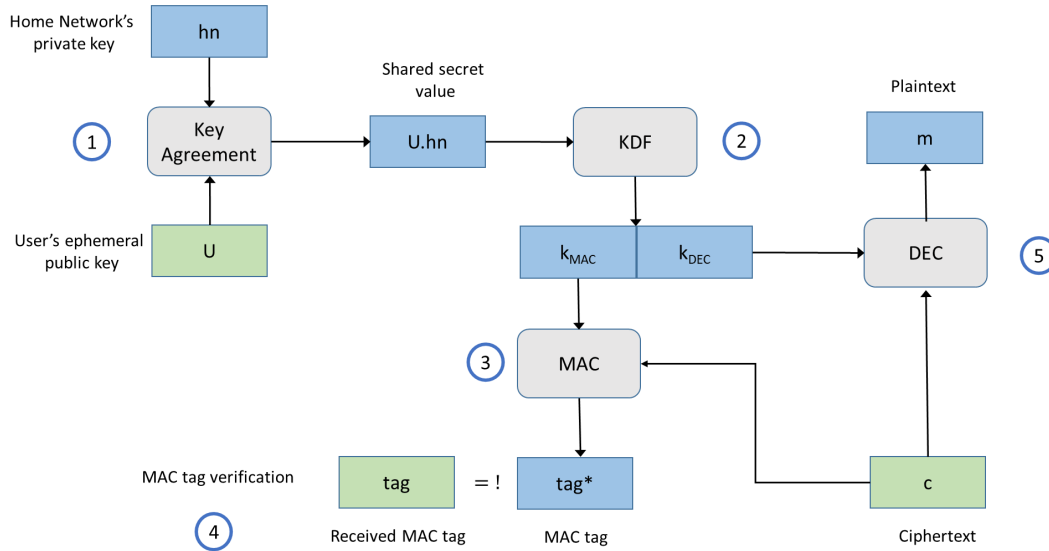 Home Network's
private key
hn
Shared secret
value
Plaintext
1
Key
Agreement
U.hn
KDF
2
m
User's ephemeral
public key
U
kMAC
kDEC
DEC
5
3
MAC
MAC tag verification
tag
= !
tag*
c
4
Received MAC tag
MAC tag
Ciphertext